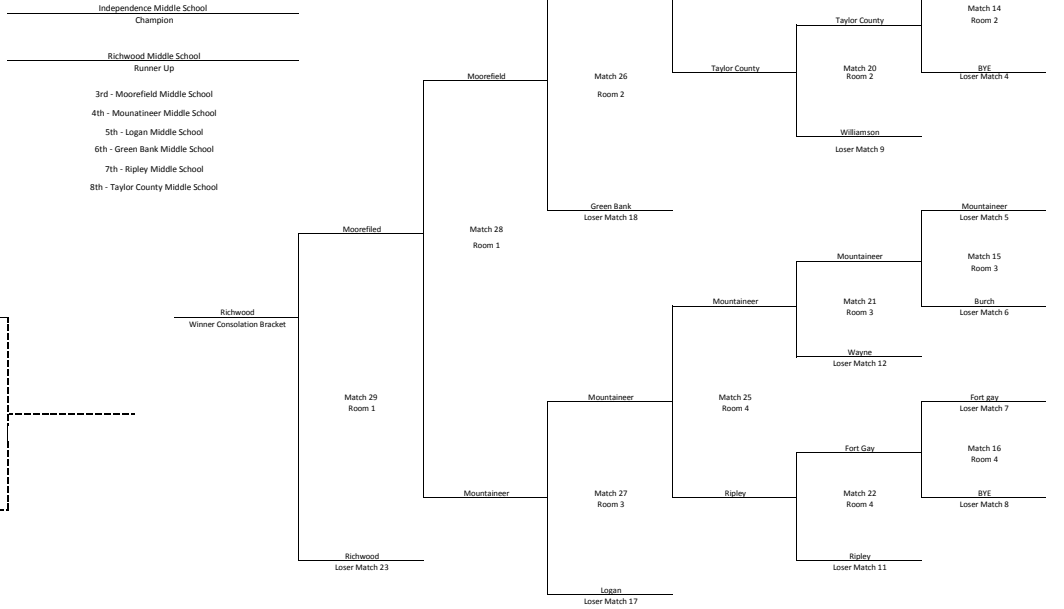 Independence Middle School
Champion
Richwood Middle School
Runner Up
3rd - Moorefield Middle School
4th - Mounatineer Middle School
5th - Logan Middle School
6th - Green Bank Middle School
7th - Ripley Middle School
8th - Taylor County Middle School
Richwood
Winner Consolation Bracket
Moorefiled
Match 29
Room 1
Richwood
Loser Match 23
Moorefield
Match 28
Room 1
Mountaineer
Match 26
Room 2
Green Bank
Loser Match 18
Mountaineer
Match 27
Room 3
Logan
Loser Match 17
Taylor County
Mountaineer
Match 25
Room 4
Ripley
Taylor County
Match 20
Room 2
Williamson
Loser Match 9
Mountaineer
Match 21
Room 3
Wayne
Loser Match 12
Fort Gay
Match 22
Room 4
Ripley
Loser Match 11
Match 14
Room 2
BYE
Loser Match 4
Mountaineer
Loser Match 5
Match 15
Room 3
Burch
Loser Match 6
Fort gay
Loser Match 7
Match 16
Room 4
BYE
Loser Match 8